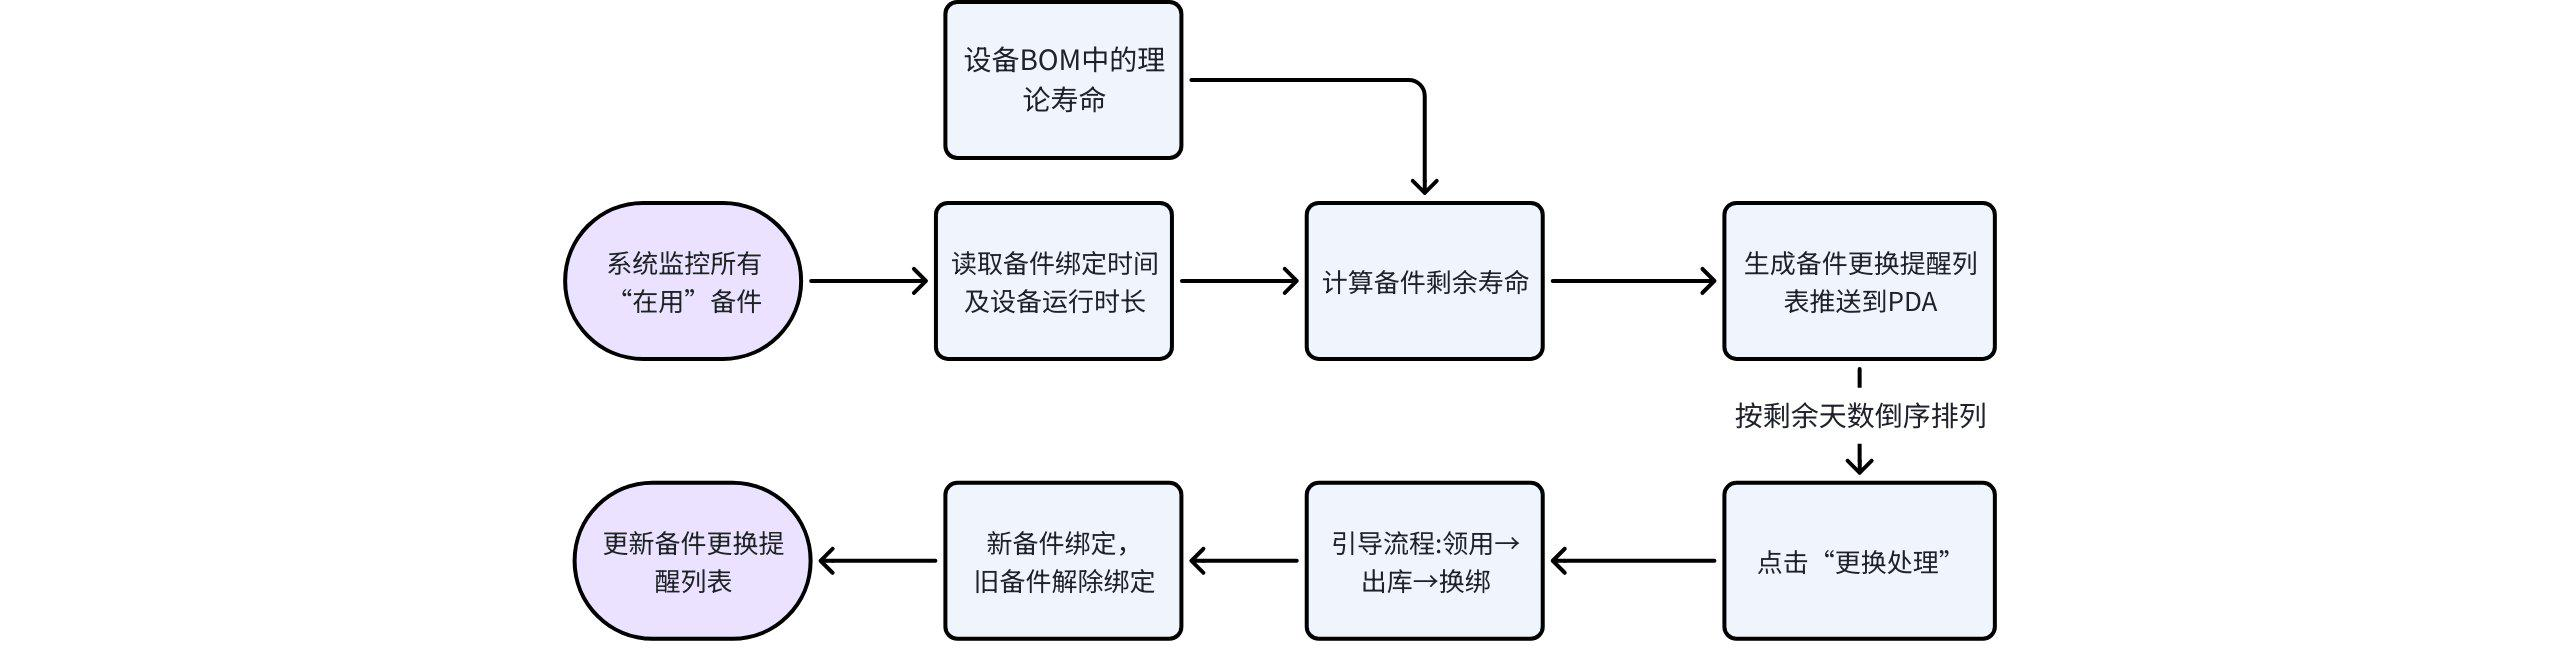 设备BOM中的理
论寿命
系统监控所有
“在用”备件
读取备件绑定时间
及设备运行时长
计算备件剩余寿命
生成备件更换提醒列
表推送到PDA
按剩余天数倒序排列
更新备件更换提
醒列表
新备件绑定，
旧备件解除绑定
引导流程:领用→
出库→换绑
点击“更换处理”